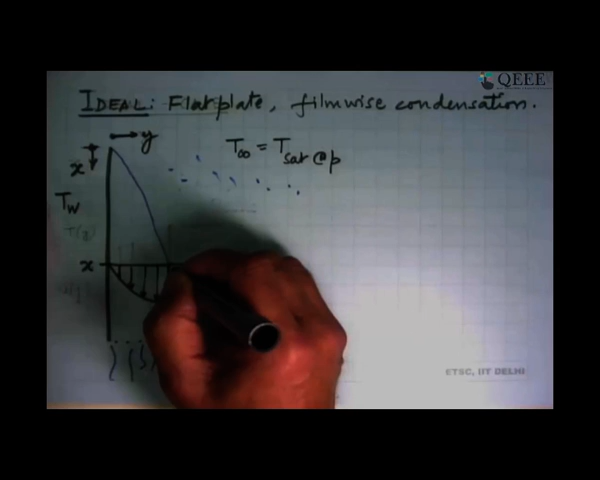 QEEE
IDEAL: Flat plate, filmwise condensation.
y
T∞ = Tsat @ p
x
Tw
x
ETSC, IIT DELHI